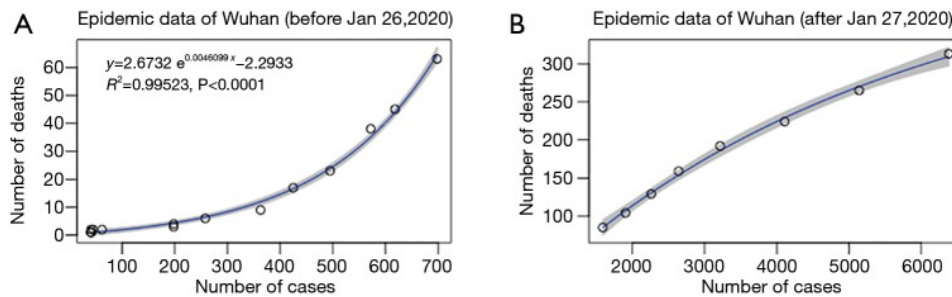 A
Epidemic data of Wuhan (before Jan 26,2020)
y=2.6732 e^0.0046099 x−2.2933
R²=0.99523, P<0.0001
60
50
40
30
20
10
0
Number of deaths
100 200 300 400 500 600 700
Number of cases
B
Epidemic data of Wuhan (after Jan 27,2020)
300
250
200
150
100
Number of deaths
2000 3000 4000 5000 6000
Number of cases